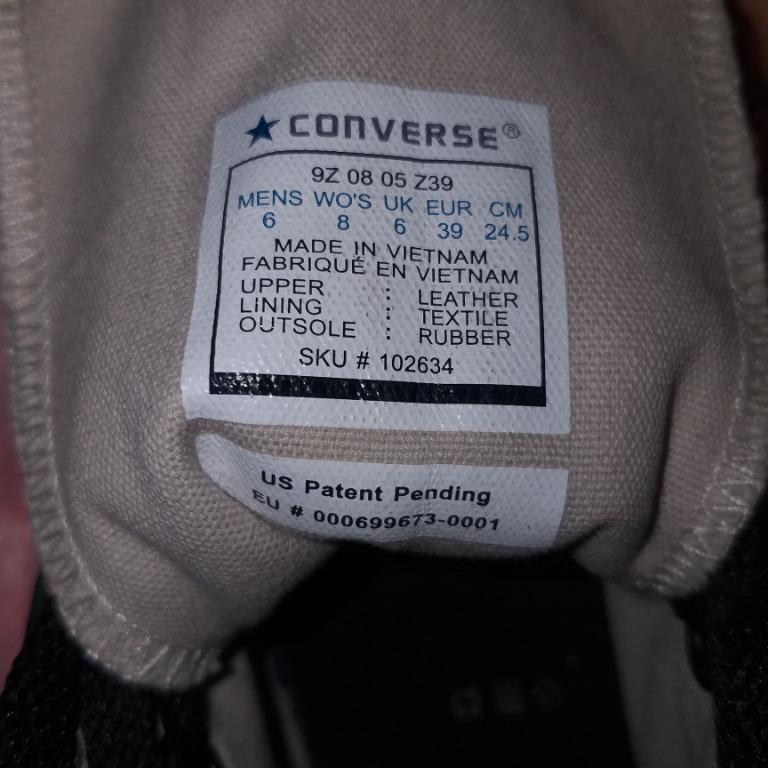 CONVERSE®
9Z 08 05 Z39
MENS WO'S UK EUR CM
6 8 6 39 24.5
MADE IN VIETNAM
FABRIQUÉ EN VIETNAM
UPPER : LEATHER
LINING : TEXTILE
OUTSOLE : RUBBER
SKU # 102634
US Patent Pending
EU # 000699673-0001